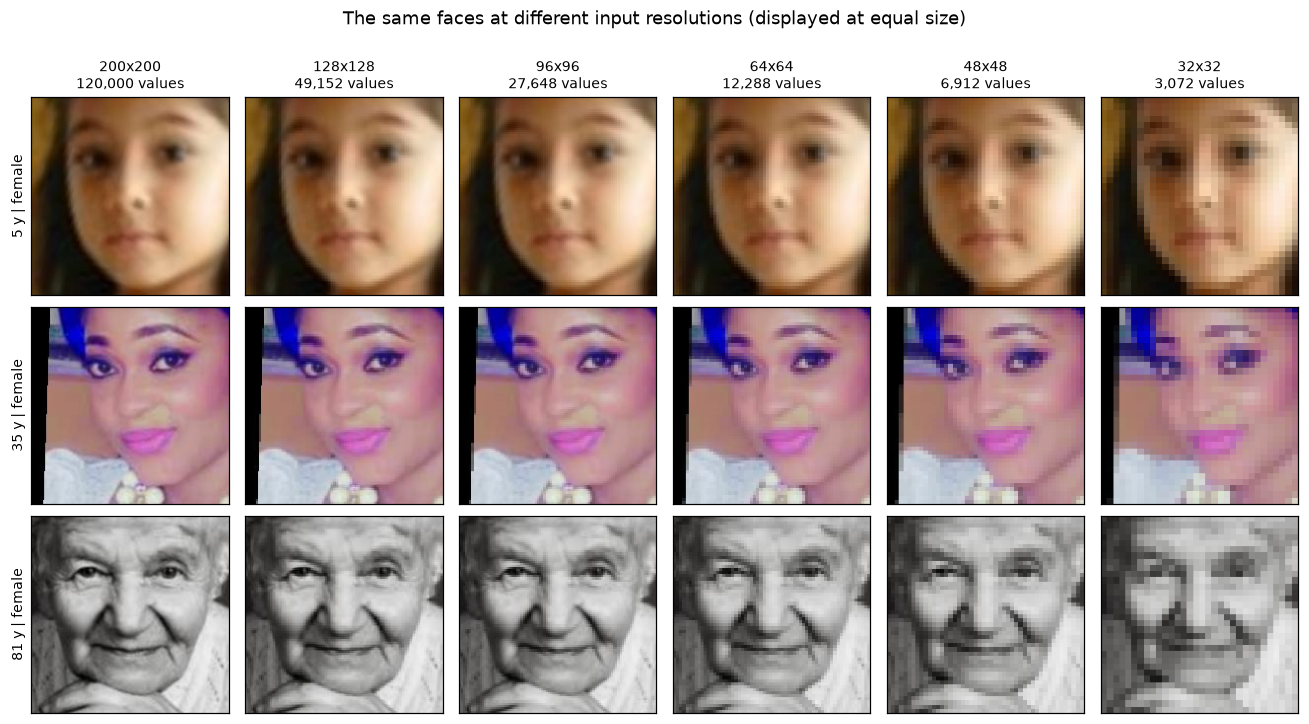 The same faces at different input resolutions (displayed at equal size)
200x200
120,000 values
128x128
49,152 values
96x96
27,648 values
64x64
12,288 values
48x48
6,912 values
32x32
3,072 values
5 y | female
35 y | female
81 y | female